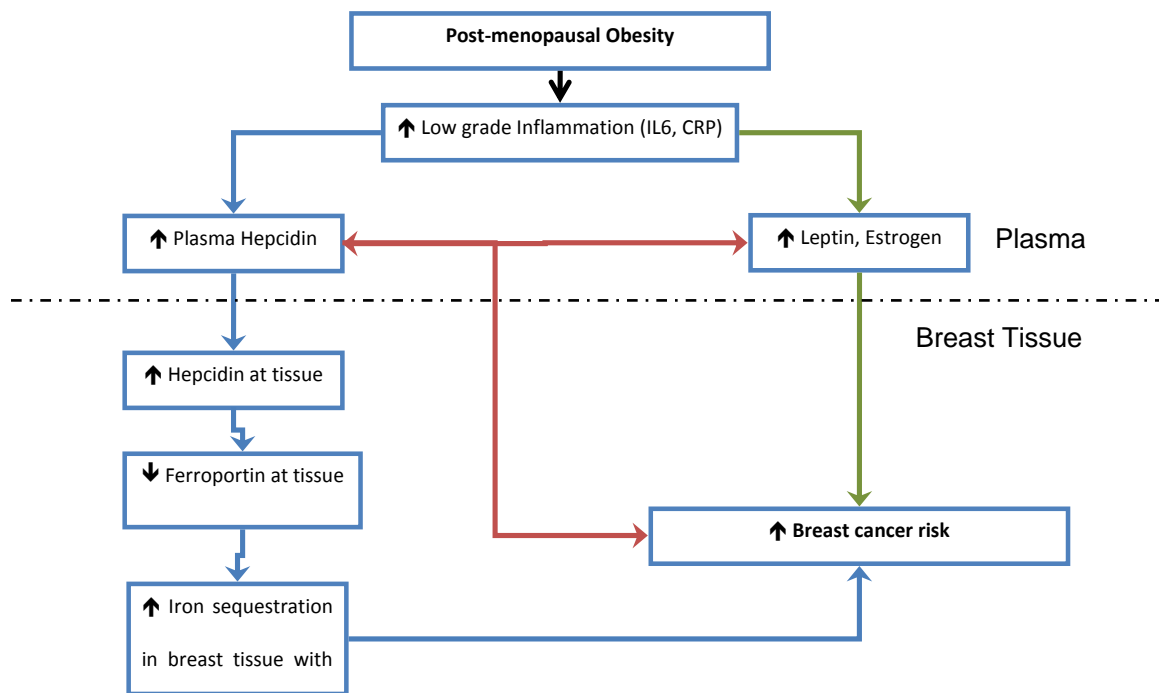 Post-menopausal Obesity
↑ Low grade Inflammation (IL6, CRP)
↑ Plasma Hepcidin
↑ Leptin, Estrogen
Plasma
Breast Tissue
↑ Hepcidin at tissue
↓ Ferroportin at tissue
↑ Breast cancer risk
↑ Iron sequestration
in breast tissue with